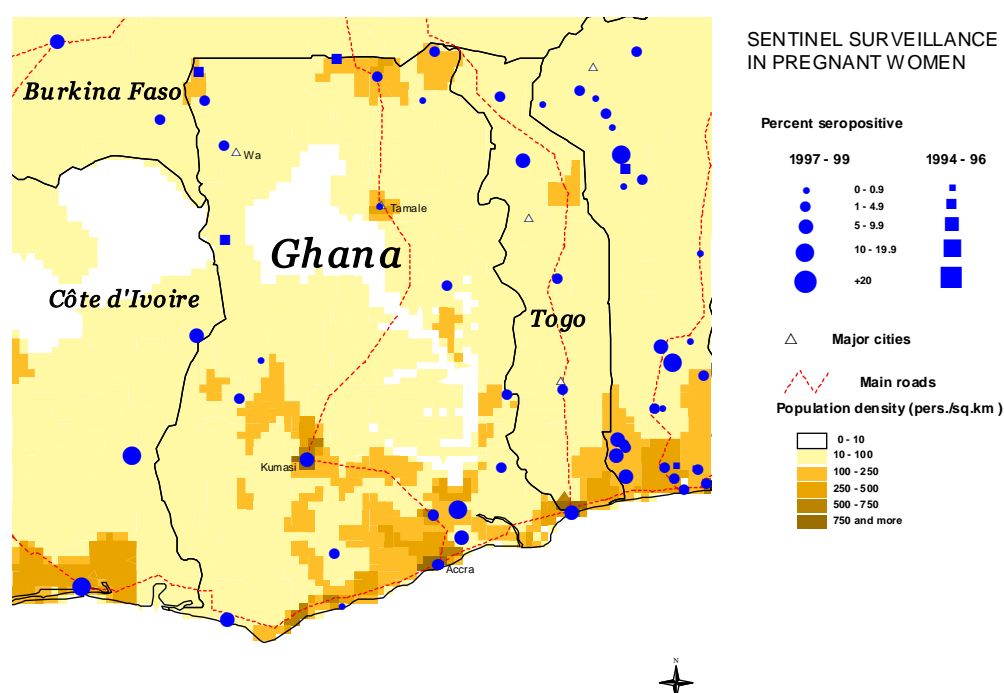 SENTINEL SURVEILLANCE
IN PREGNANT WOMEN
Percent seropositive
1997 - 99
1994 - 96
0 - 0.9
1 - 4.9
5 - 9.9
10 - 19.9
+20
Major cities
Main roads
Population density (pers./sq.km )
0 - 10
10 - 100
100 - 250
250 - 500
500 - 750
750 and more
Burkina Faso
Wa
Tamale
Ghana
Côte d'Ivoire
Togo
Kumasi
Accra
N